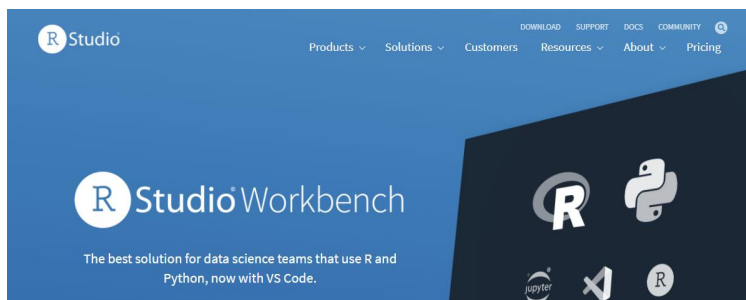 DOWNLOAD SUPPORT DOCS COMMUNITY
R Studio
Products Solutions Customers Resources About Pricing
R Studio® Workbench
The best solution for data science teams that use R and
Python, now with VS Code.
R
jupyter R